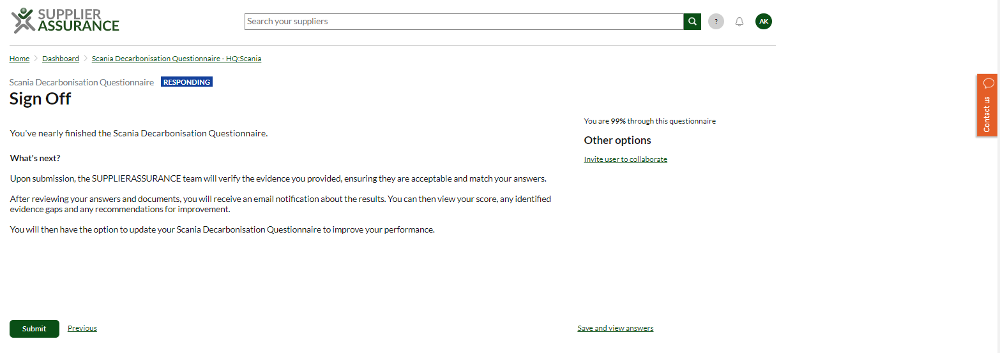 SUPPLIER
ASSURANCE
Search your suppliers
?
AK
Home
Dashboard
Scania Decarbonisation Questionnaire - HQ:Scania
Scania Decarbonisation Questionnaire
RESPONDING
Sign Off
You've nearly finished the Scania Decarbonisation Questionnaire.
What's next?
Upon submission, the SUPPLIERASSURANCE team will verify the evidence you provided, ensuring they are acceptable and match your answers.
After reviewing your answers and documents, you will receive an email notification about the results. You can then view your score, any identified
evidence gaps and any recommendations for improvement.
You will then have the option to update your Scania Decarbonisation Questionnaire to improve your performance.
You are 99% through this questionnaire
Other options
Invite user to collaborate
Contact us
Submit
Previous
Save and view answers